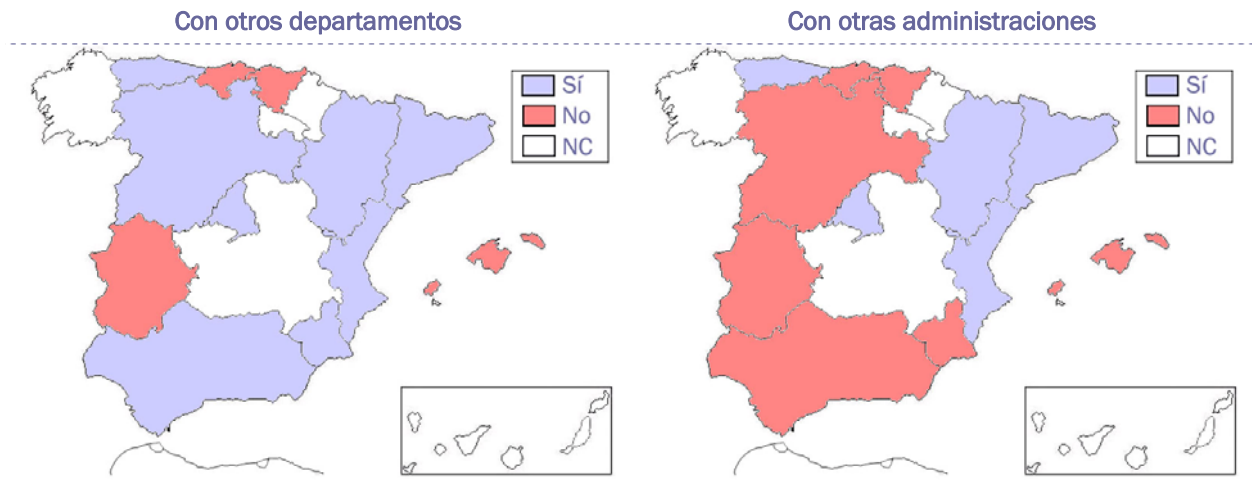 Con otros departamentos
Sí
No
NC
Con otras administraciones
Sí
No
NC